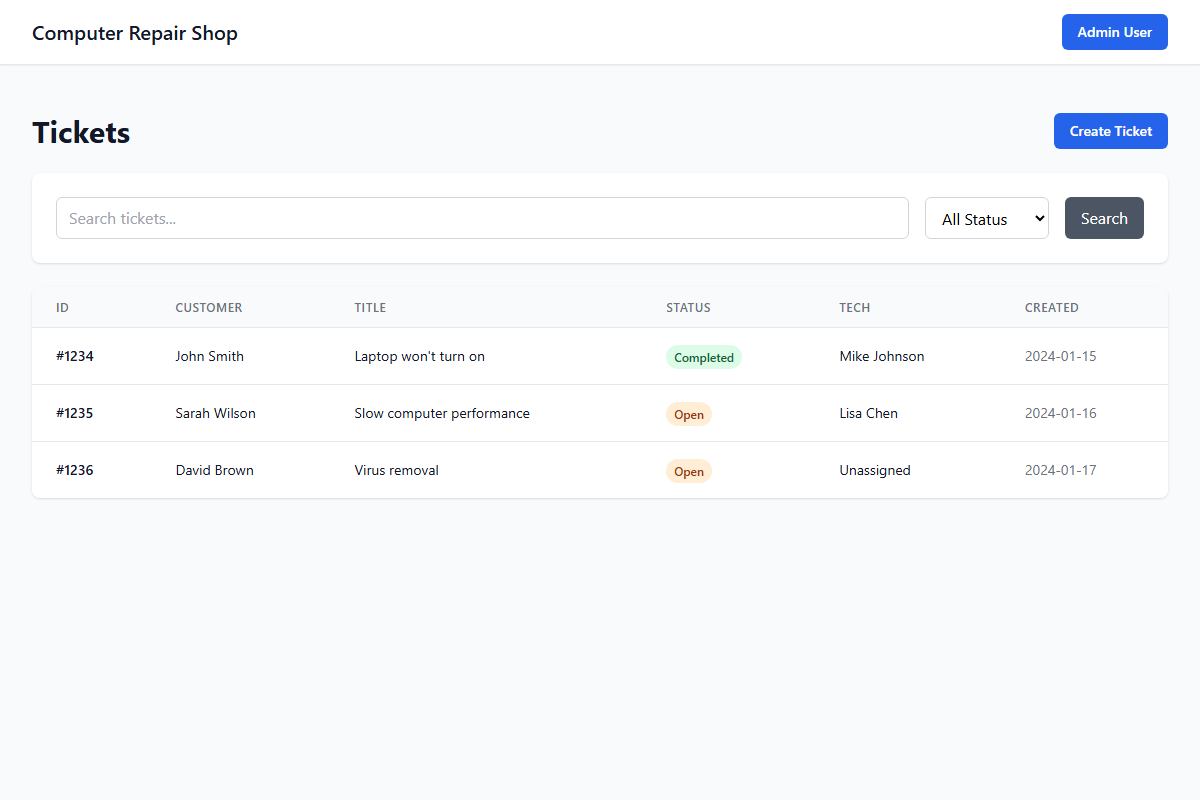 Computer Repair Shop Admin User
Tickets Create Ticket
Search tickets... All Status Search
ID CUSTOMER TITLE STATUS TECH CREATED
#1234 John Smith Laptop won't turn on Completed Mike Johnson 2024-01-15
#1235 Sarah Wilson Slow computer performance Open Lisa Chen 2024-01-16
#1236 David Brown Virus removal Open Unassigned 2024-01-17